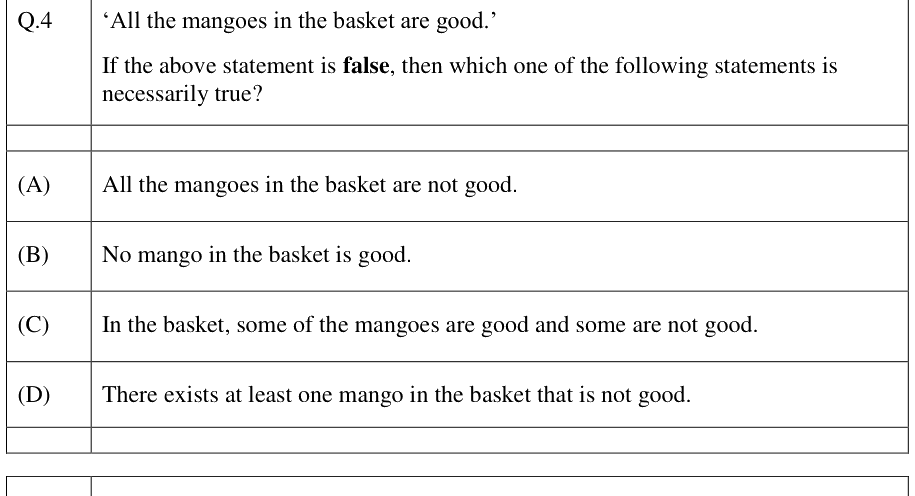 Q.4 ‘All the mangoes in the basket are good.’
If the above statement is false, then which one of the following statements is
necessarily true?
(A) All the mangoes in the basket are not good.
(B) No mango in the basket is good.
(C) In the basket, some of the mangoes are good and some are not good.
(D) There exists at least one mango in the basket that is not good.